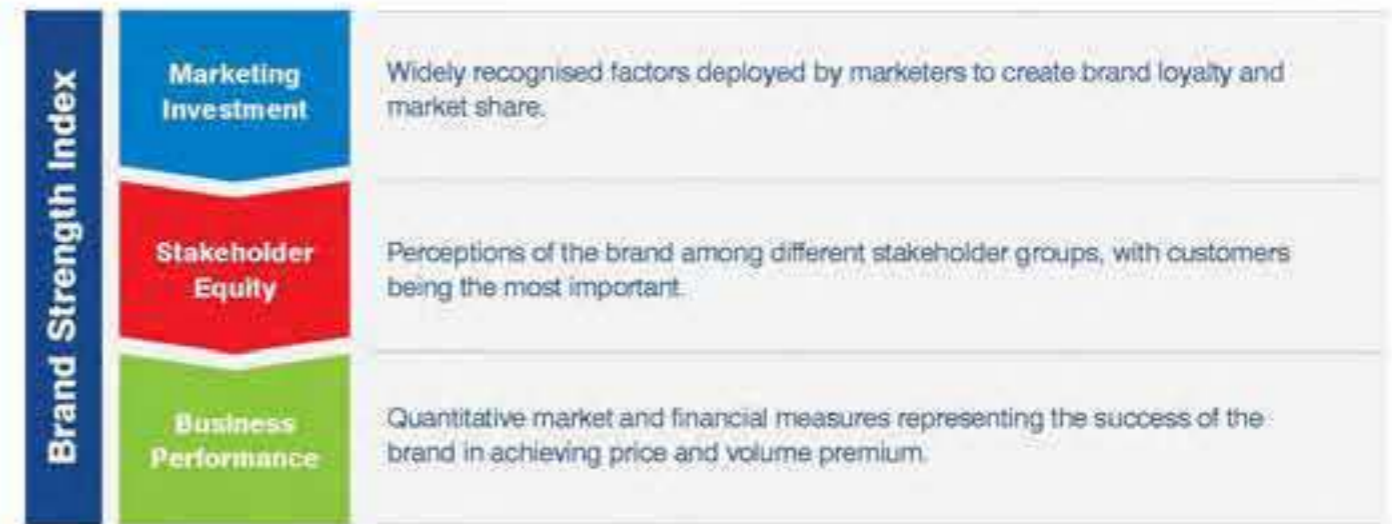 Brand Strength Index
Marketing
Investment
Widely recognised factors deployed by marketers to create brand loyalty and
market share.
Stakeholder
Equity
Perceptions of the brand among different stakeholder groups, with customers
being the most important.
Business
Performance
Quantitative market and financial measures representing the success of the
brand in achieving price and volume premium.